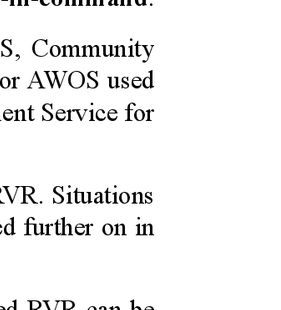 -in-command.
S, Community
or AWOS used
ent Service for
RVR. Situations
ed further on in
ed RVR can be